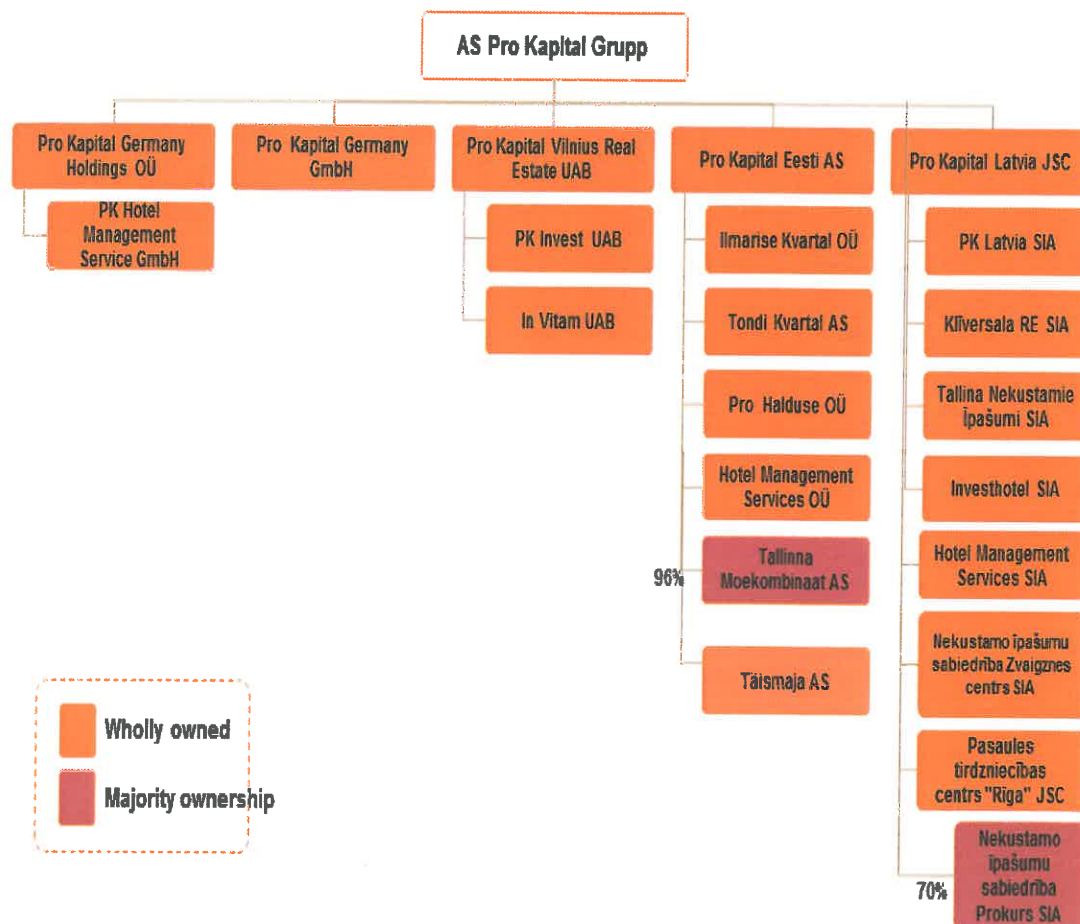 AS Pro Kapital Grupp
Pro Kapital Germany
Holdings OÜ
PK Hotel
Management
Service GmbH
Pro Kapital Germany
GmbH
Pro Kapital Vilnius Real
Estate UAB
PK Invest UAB
In Vitam UAB
Pro Kapital Eesti AS
Ilmarise Kvartal OÜ
Tondi Kvartal AS
Pro Halduse OÜ
Hotel Management
Services OÜ
96%
Tallinna
Moekombinaat AS
Täismaja AS
Pro Kapital Latvia JSC
PK Latvia SIA
Klīversala RE SIA
Tallina Nekustamie
Īpašumi SIA
Investhotel SIA
Hotel Management
Services SIA
Nekustamo īpašumu
sabiedrība Zvaigznes
centrs SIA
Pasaules
tirdzniecības
centrs "Rīga" JSC
70%
Nekustamo
īpašumu
sabiedrība
Prokurs SIA
Wholly owned
Majority ownership